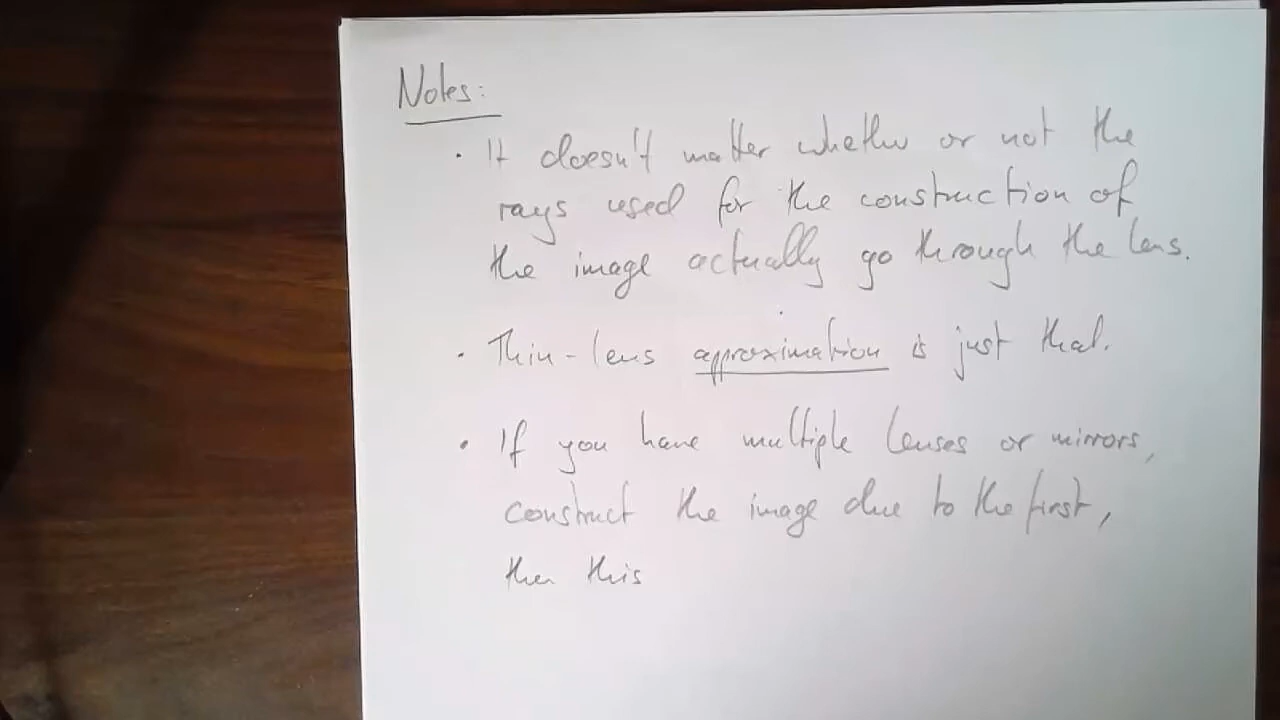 Notes:
· It doesn't matter whether or not the
rays used for the construction of
the image actually go through the lens.
· Thin-lens approximation is just that.
· If you have multiple lenses or mirrors,
construct the image due to the first,
then this